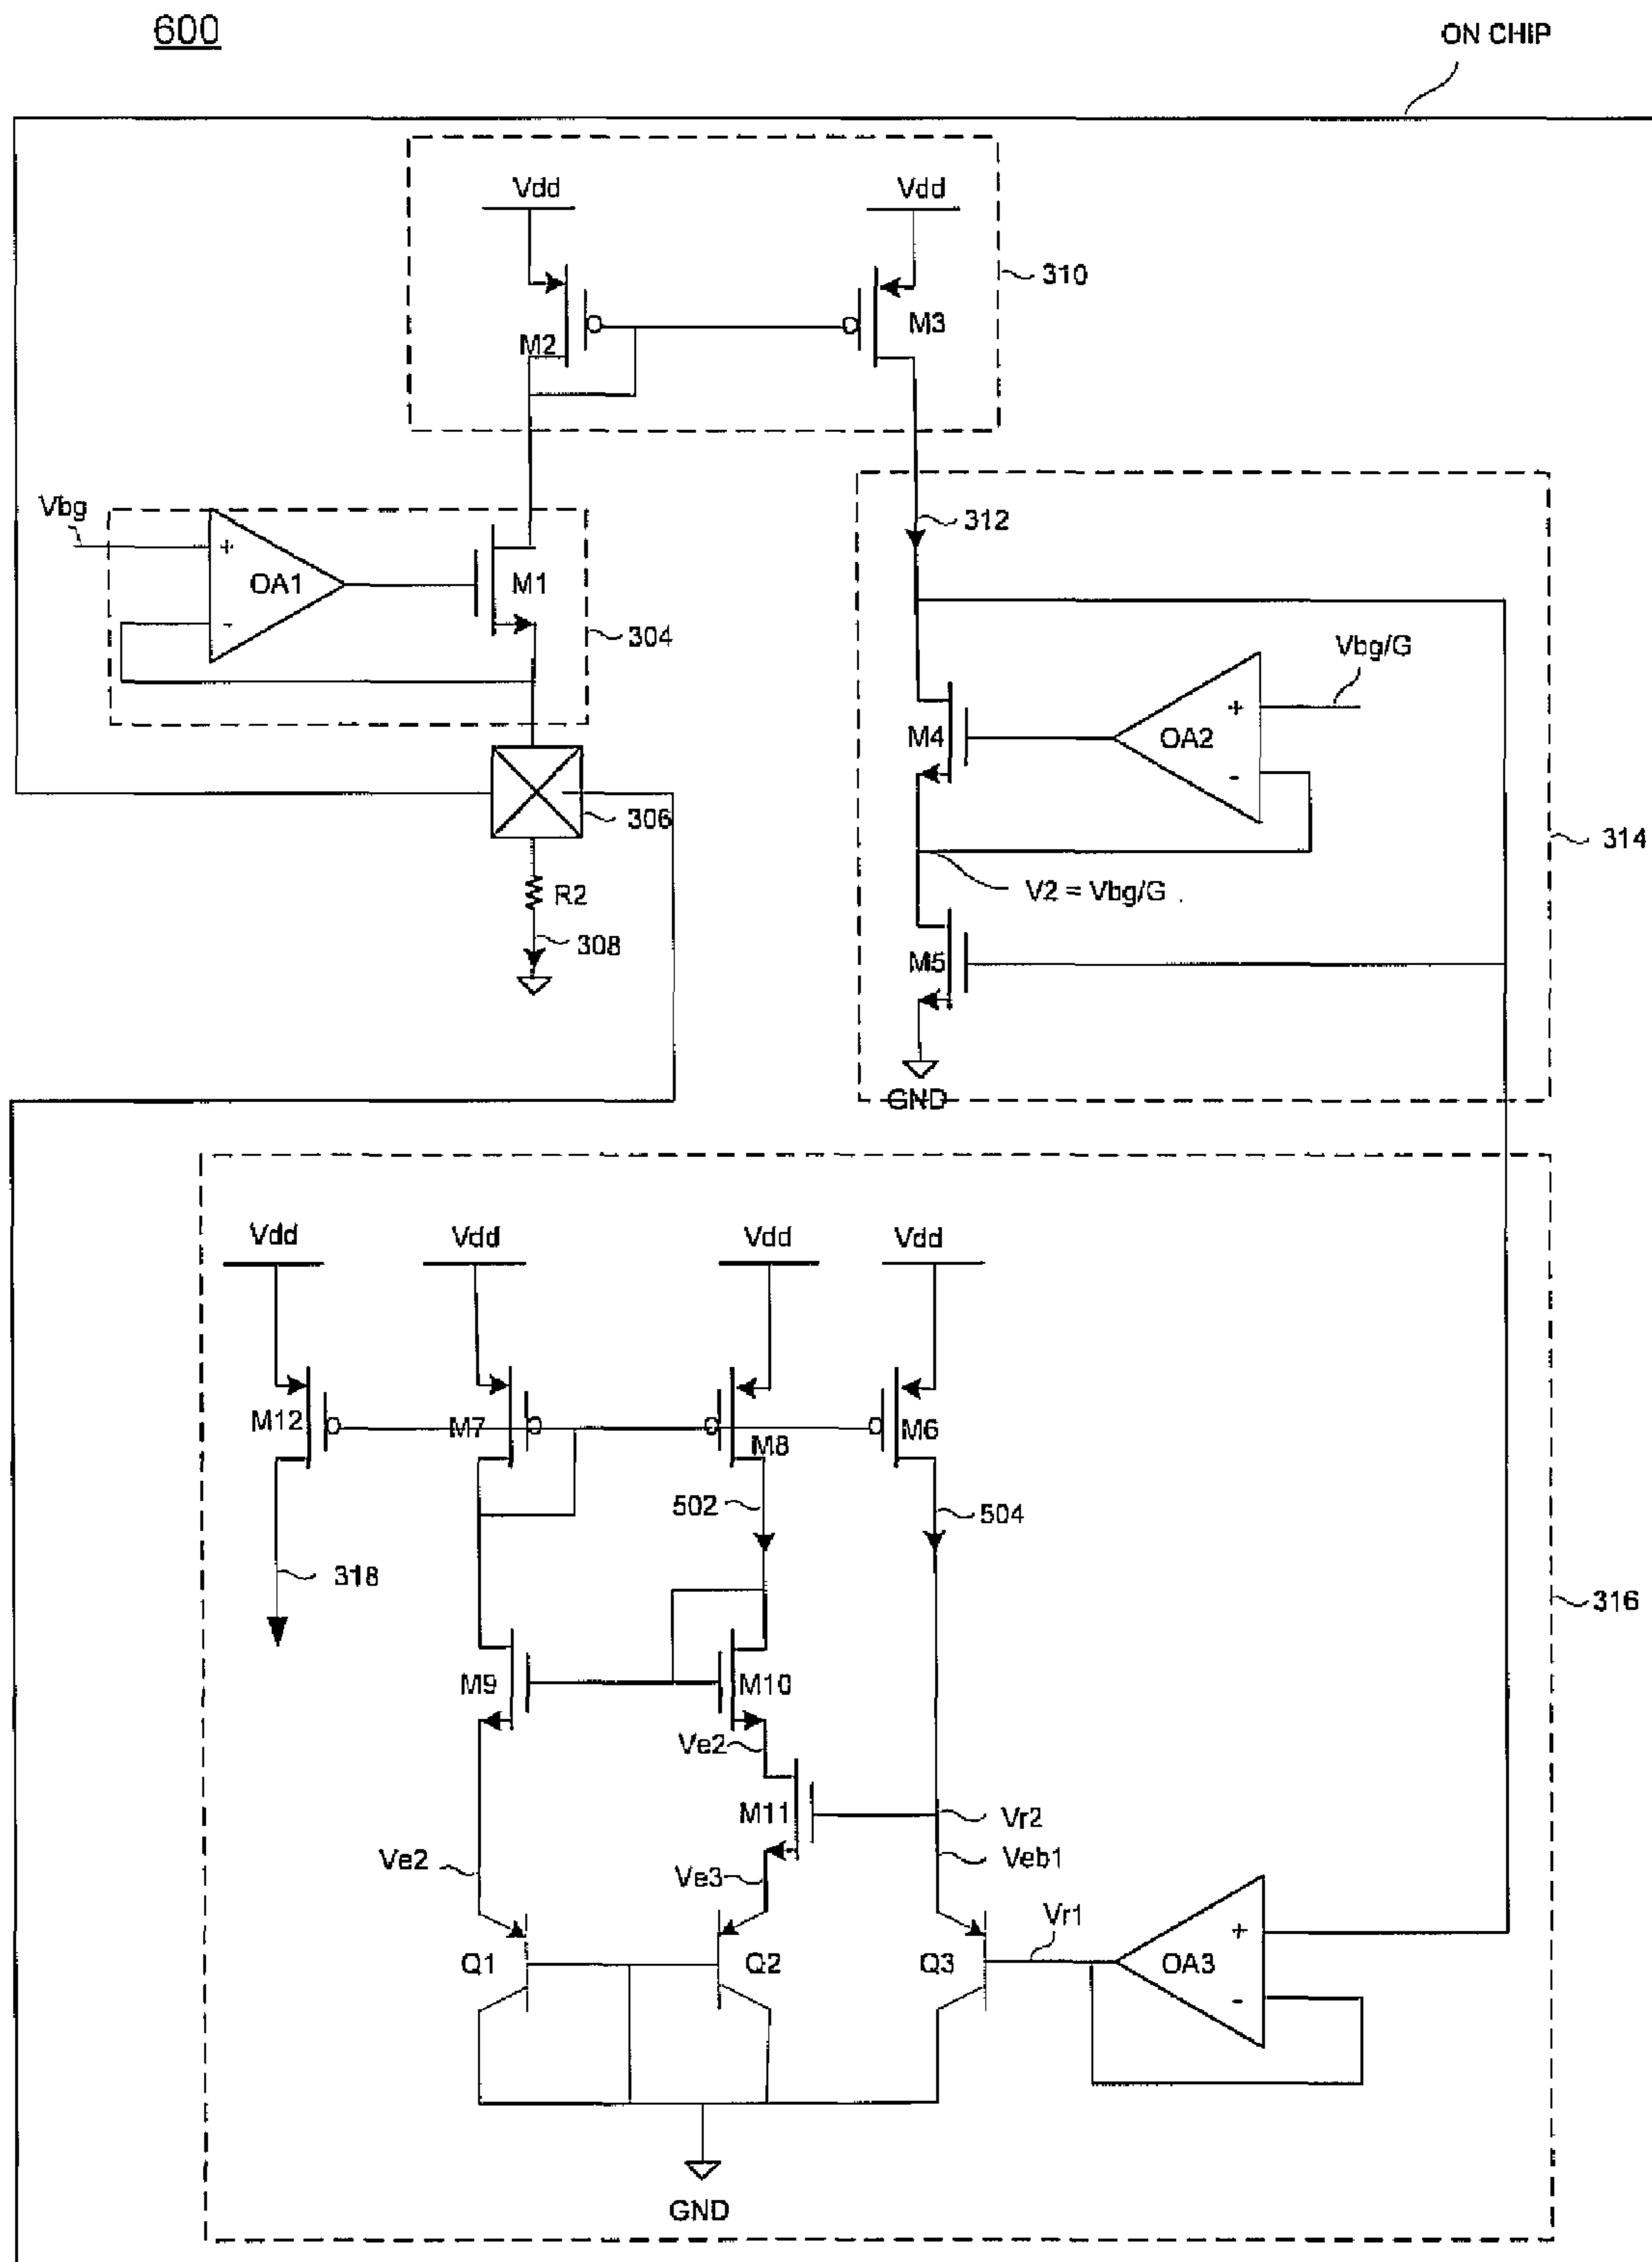 600
ON CHIP
Vdd
Vdd
310
M2
M3
Vbg
312
+
OA1
M1
-
304
Vbg/G
+
M4
OA2
-
306
314
R2
V2 = Vbg/G .
308
M5
GND
Vdd
Vdd
Vdd
Vdd
M12
M7
M8
M6
502
504
318
316
M9
M10
Ve2
M11
Vr2
Ve2
Veb1
Ve3
Vr1
+
Q1
Q2
Q3
OA3
-
GND